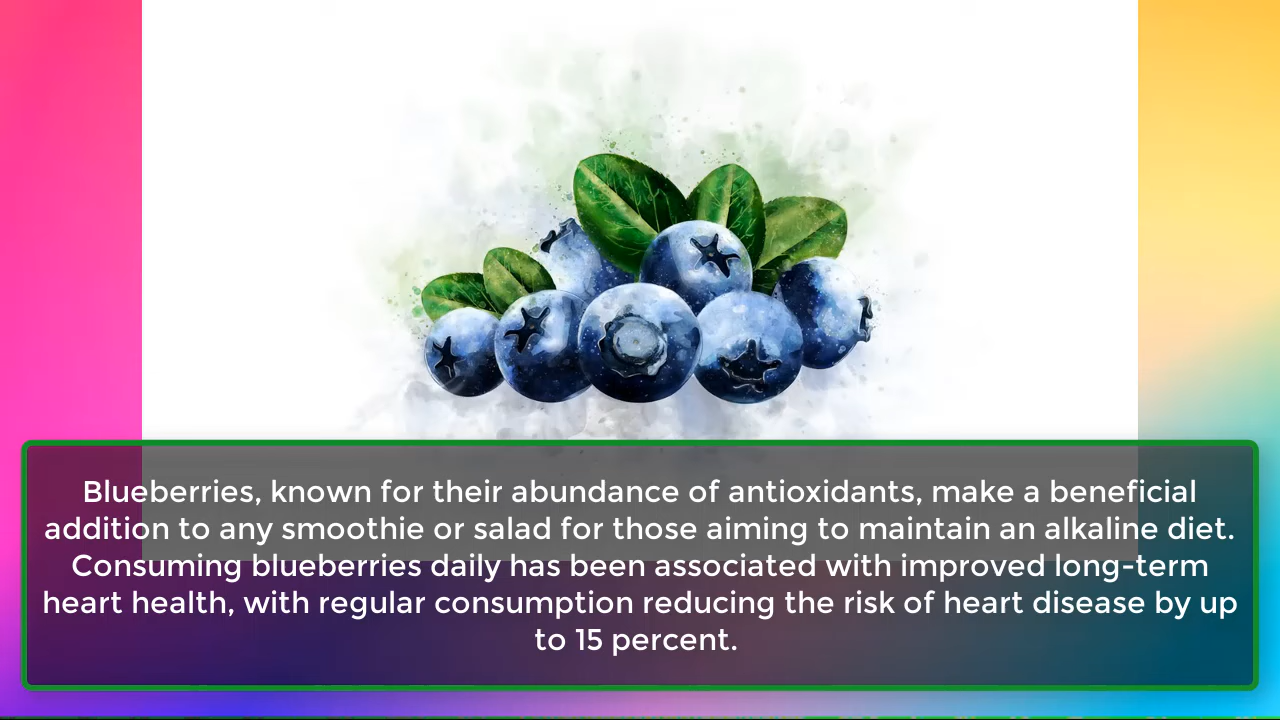 Blueberries, known for their abundance of antioxidants, make a beneficial
addition to any smoothie or salad for those aiming to maintain an alkaline diet.
Consuming blueberries daily has been associated with improved long-term
heart health, with regular consumption reducing the risk of heart disease by up
to 15 percent.